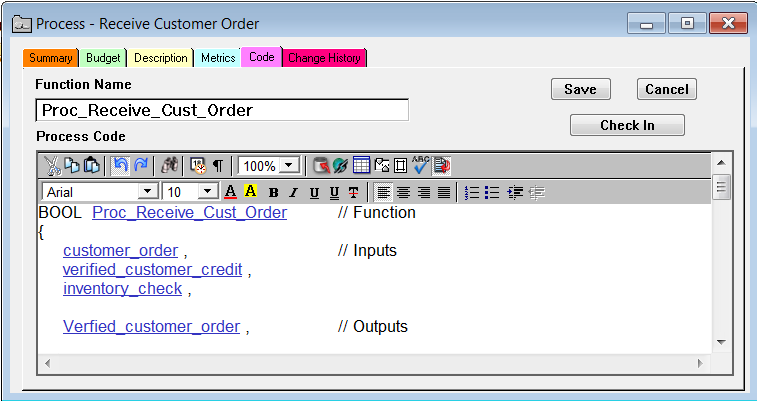 Process - Receive Customer Order
Summary Budget Description Metrics Code Change History
Function Name
Save Cancel
Proc_Receive_Cust_Order
Check In
Process Code
¶ 100% ABC
Arial 10 A A B I U U T
BOOL Proc_Receive_Cust_Order // Function
{
customer_order , // Inputs
verified_customer_credit ,
inventory_check ,
Verfied_customer_order , // Outputs